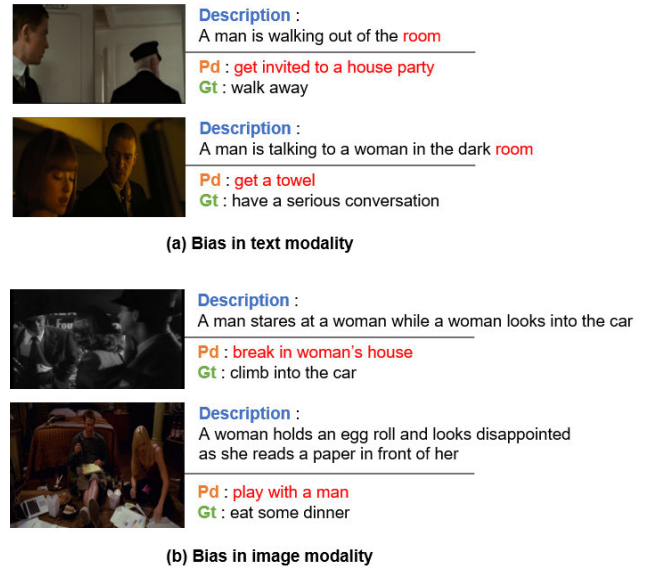 Description :
A man is walking out of the room
Pd : get invited to a house party
Gt : walk away
Description :
A man is talking to a woman in the dark room
Pd : get a towel
Gt : have a serious conversation
(a) Bias in text modality
Description :
A man stares at a woman while a woman looks into the car
Pd : break in woman's house
Gt : climb into the car
Description :
A woman holds an egg roll and looks disappointed
as she reads a paper in front of her
Pd : play with a man
Gt : eat some dinner
(b) Bias in image modality